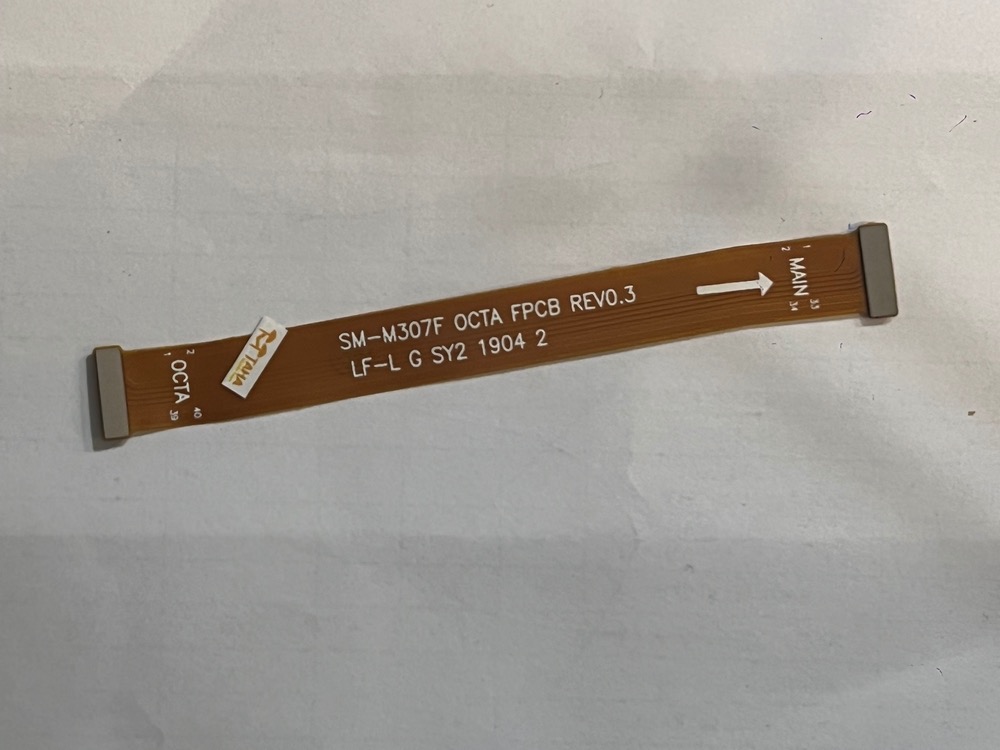 SM-M307F OCTA FPCB REV0.3
LF-L G SY2 1904 2
OCTA
1
2
39
40
TAHA
MAIN
1
2
33
34